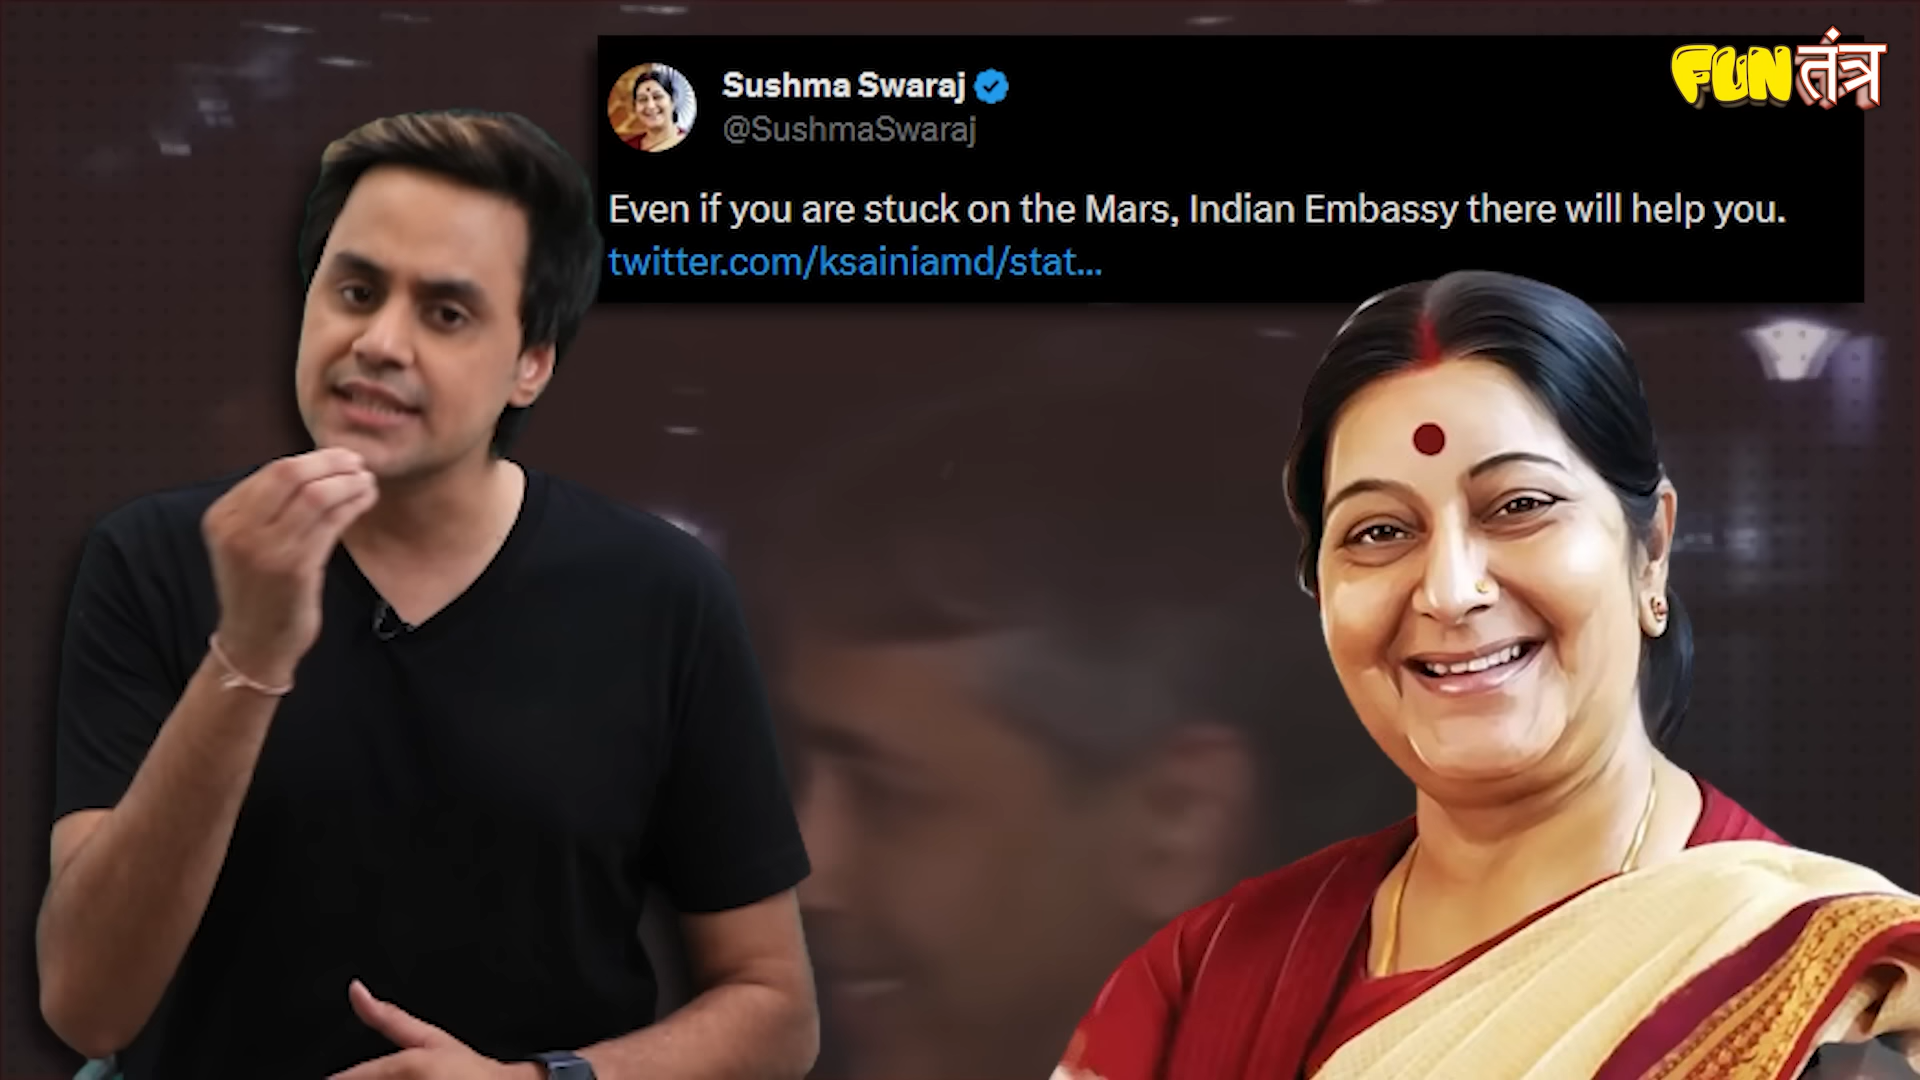 Sushma Swaraj
@SushmaSwaraj
Even if you are stuck on the Mars, Indian Embassy there will help you.
twitter.com/ksainiamd/stat...
FUNतंत्र